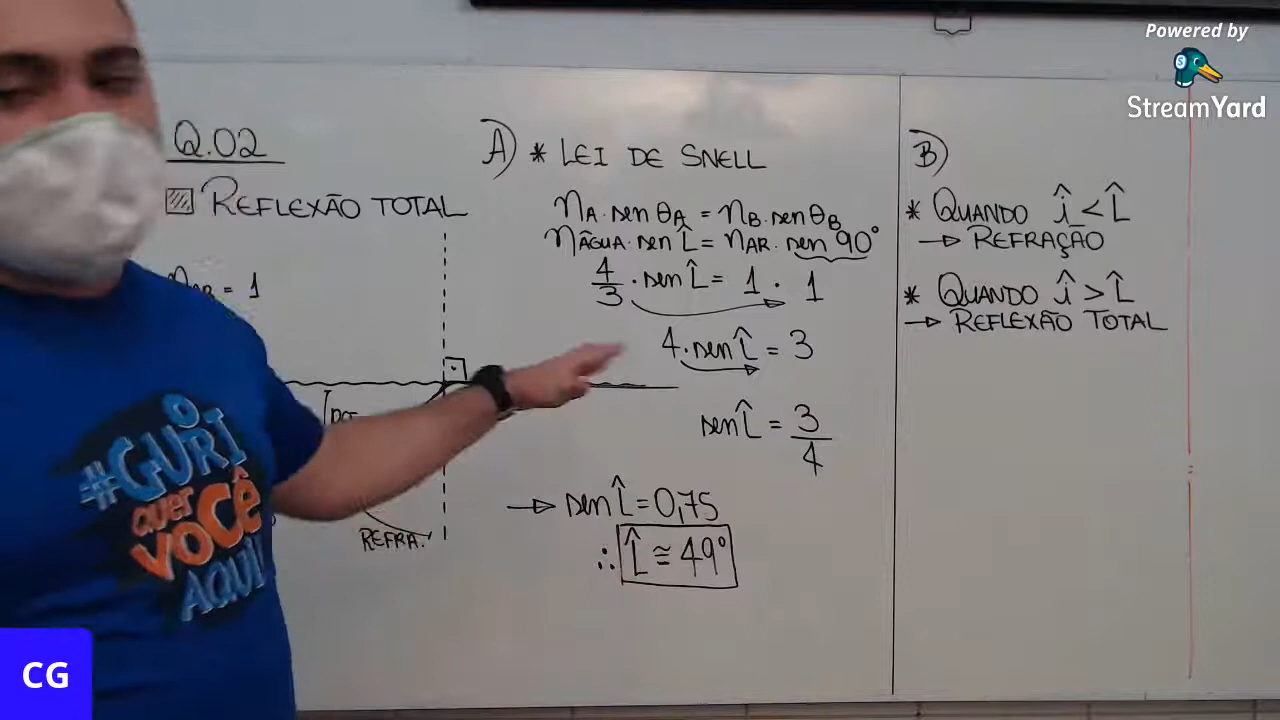 Powered by
StreamYard
Q.02
REFLEXÃO TOTAL
nAR = 1
REFRA.
A) * LEI DE SNELL
nA · sen θA = nB · sen θB
nÁGUA · sen L̂ = nAR · sen 90°
4/3 · sen L̂ = 1 · 1
4 · sen L̂ = 3
sen L̂ = 3/4
→ sen L̂ = 0,75
∴ L̂ ≅ 49°
B)
* QUANDO î < L̂
→ REFRAÇÃO
* QUANDO î > L̂
→ REFLEXÃO TOTAL
#O GURI
quer
VOCÊ
AQUI!
CG